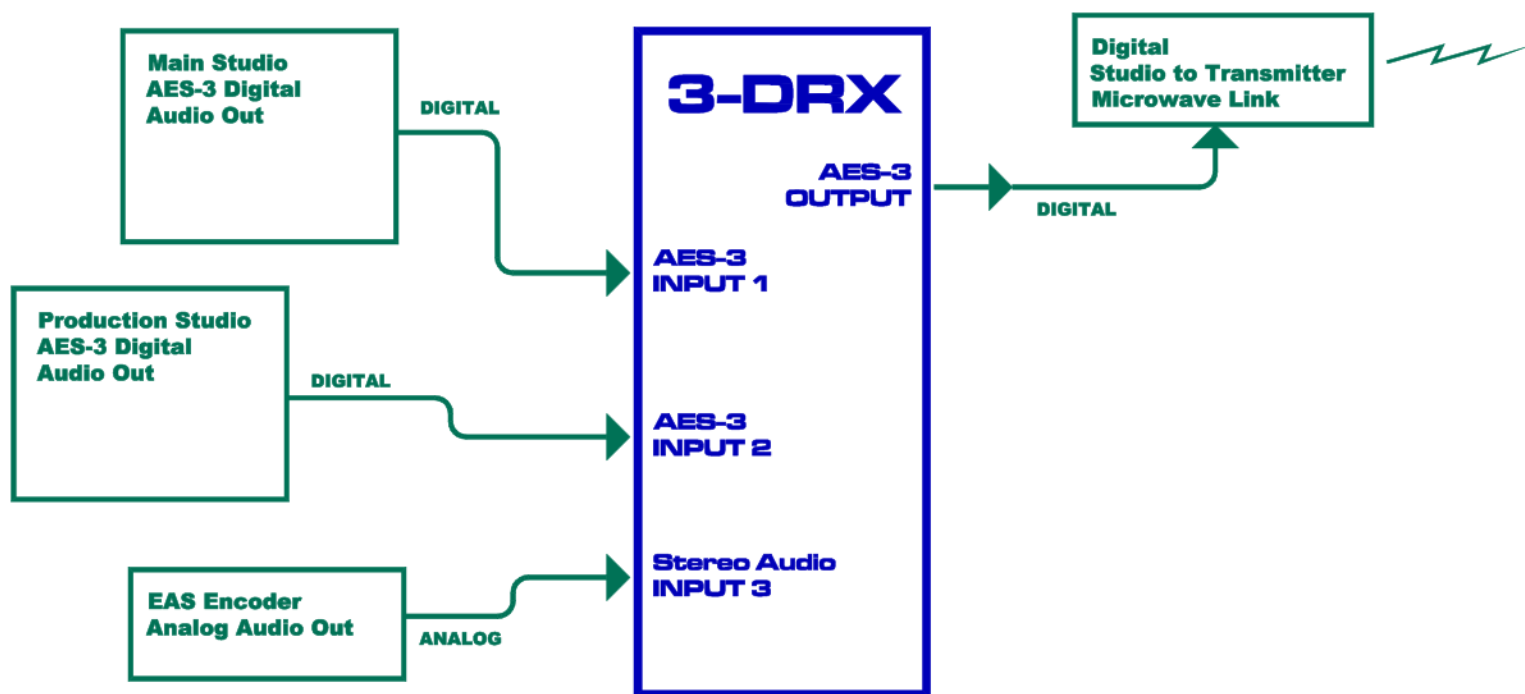 Main Studio
AES-3 Digital
Audio Out
DIGITAL
3-DRX
Digital
Studio to Transmitter
Microwave Link
AES-3
OUTPUT
DIGITAL
AES-3
INPUT 1
Production Studio
AES-3 Digital
Audio Out
DIGITAL
AES-3
INPUT 2
EAS Encoder
Analog Audio Out
ANALOG
Stereo Audio
INPUT 3